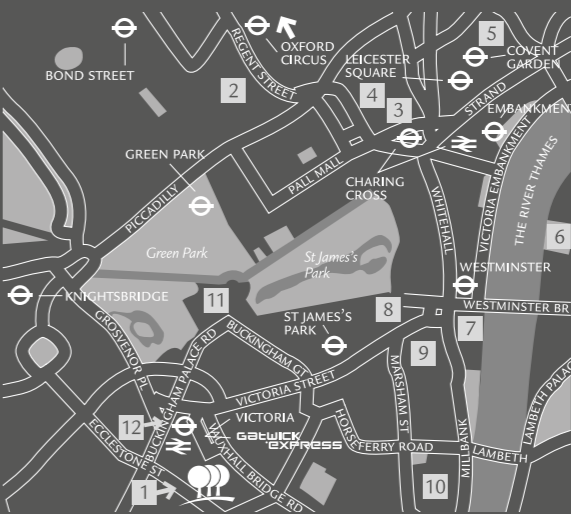 OXFORD
CIRCUS
5
COVENT
GARDEN
BOND STREET
REGENT STREET
LEICESTER
SQUARE
2
4
3
STRAND
EMBANKMENT
GREEN PARK
PALL MALL
CHARING
CROSS
PICCADILLY
WHITEHALL
VICTORIA EMBANKMENT
THE RIVER THAMES
6
Green Park
St James's
Park
WESTMINSTER
KNIGHTSBRIDGE
11
8
WESTMINSTER BR
GROSVENOR PL
ST JAMES'S
PARK
7
BUCKINGHAM PALACE RD
BUCKINGHAM GT
9
VICTORIA STREET
MARSHAM ST
LAMBETH PALAC
12
VICTORIA
GATWICK
EXPRESS
HORSEFERRY ROAD
MILLBANK
LAMBETH
ECCLESTONE ST
VAUXHALL BRIDGE RD
1
10